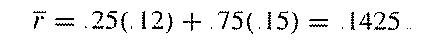 r̅ = .25(.12) + .75(.15) = .1425